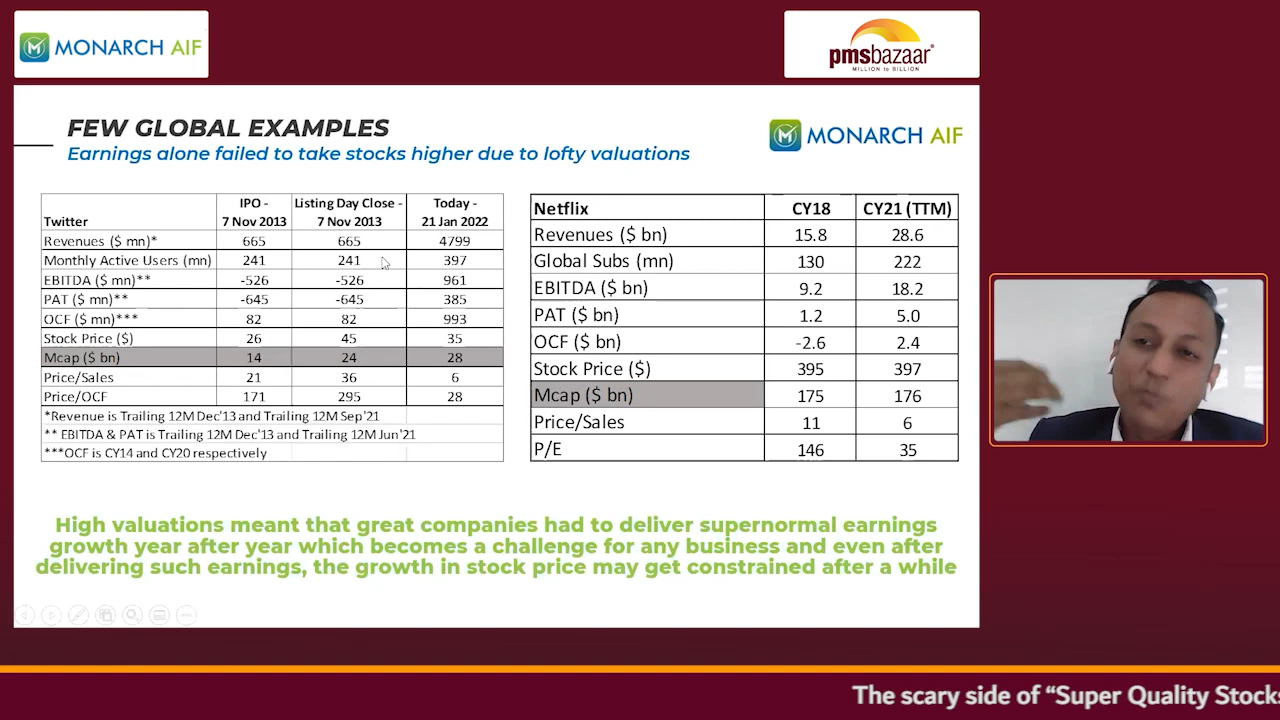 MONARCH AIF
pmsbazaar
MILLION to BILLION
FEW GLOBAL EXAMPLES
Earnings alone failed to take stocks higher due to lofty valuations
MONARCH AIF
Twitter | IPO - 7 Nov 2013 | Listing Day Close - 7 Nov 2013 | Today - 21 Jan 2022
Revenues ($ mn)* 665 665 4799
Monthly Active Users (mn) 241 241 397
EBITDA ($ mn)** -526 -526 961
PAT ($ mn)** -645 -645 385
OCF ($ mn)*** 82 82 993
Stock Price ($) 26 45 35
Mcap ($ bn) 14 24 28
Price/Sales 21 36 6
Price/OCF 171 295 28
*Revenue is Trailing 12M Dec'13 and Trailing 12M Sep'21
** EBITDA & PAT is Trailing 12M Dec'13 and Trailing 12M Jun'21
***OCF is CY14 and CY20 respectively
Netflix CY18 CY21 (TTM)
Revenues ($ bn) 15.8 28.6
Global Subs (mn) 130 222
EBITDA ($ bn) 9.2 18.2
PAT ($ bn) 1.2 5.0
OCF ($ bn) -2.6 2.4
Stock Price ($) 395 397
Mcap ($ bn) 175 176
Price/Sales 11 6
P/E 146 35
High valuations meant that great companies had to deliver supernormal earnings
growth year after year which becomes a challenge for any business and even after
delivering such earnings, the growth in stock price may get constrained after a while
The scary side of “Super Quality Stocks